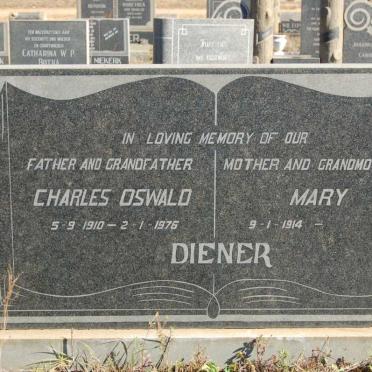 CATHARINA W. P.
BOTHA
NIEKERK
IN LOVING MEMORY OF OUR
FATHER AND GRANDFATHER
MOTHER AND GRANDMO
CHARLES OSWALD
MARY
5-9-1910 – 2-1-1976
9-1-1914 –
DIENER